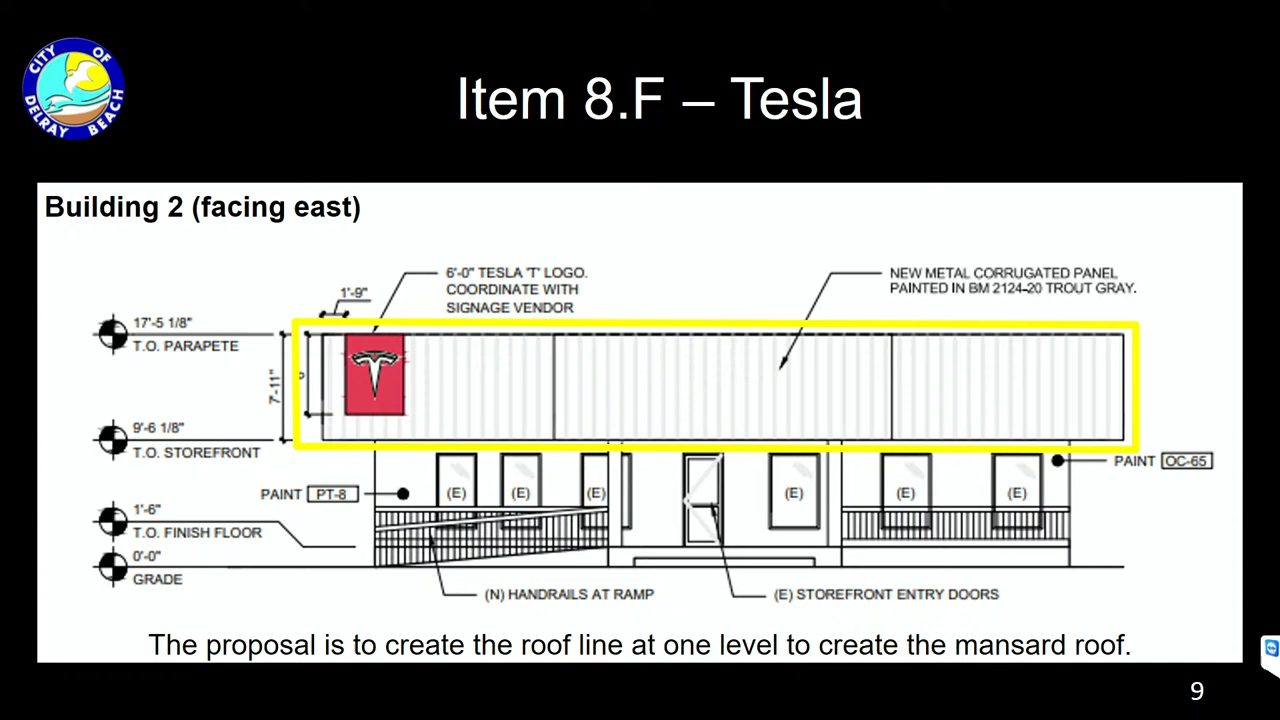 CITY OF
DELRAY BEACH
Item 8.F – Tesla
Building 2 (facing east)
6'-0" TESLA 'T' LOGO.
COORDINATE WITH
SIGNAGE VENDOR
NEW METAL CORRUGATED PANEL
PAINTED IN BM 2124-20 TROUT GRAY.
1'-9"
17'-5 1/8"
T.O. PARAPETE
7'-11"
9'-6 1/8"
T.O. STOREFRONT
PAINT OC-65
PAINT PT-8
(E) (E) (E) (E) (E) (E)
1'-6"
T.O. FINISH FLOOR
0'-0"
GRADE
(N) HANDRAILS AT RAMP
(E) STOREFRONT ENTRY DOORS
The proposal is to create the roof line at one level to create the mansard roof.
9